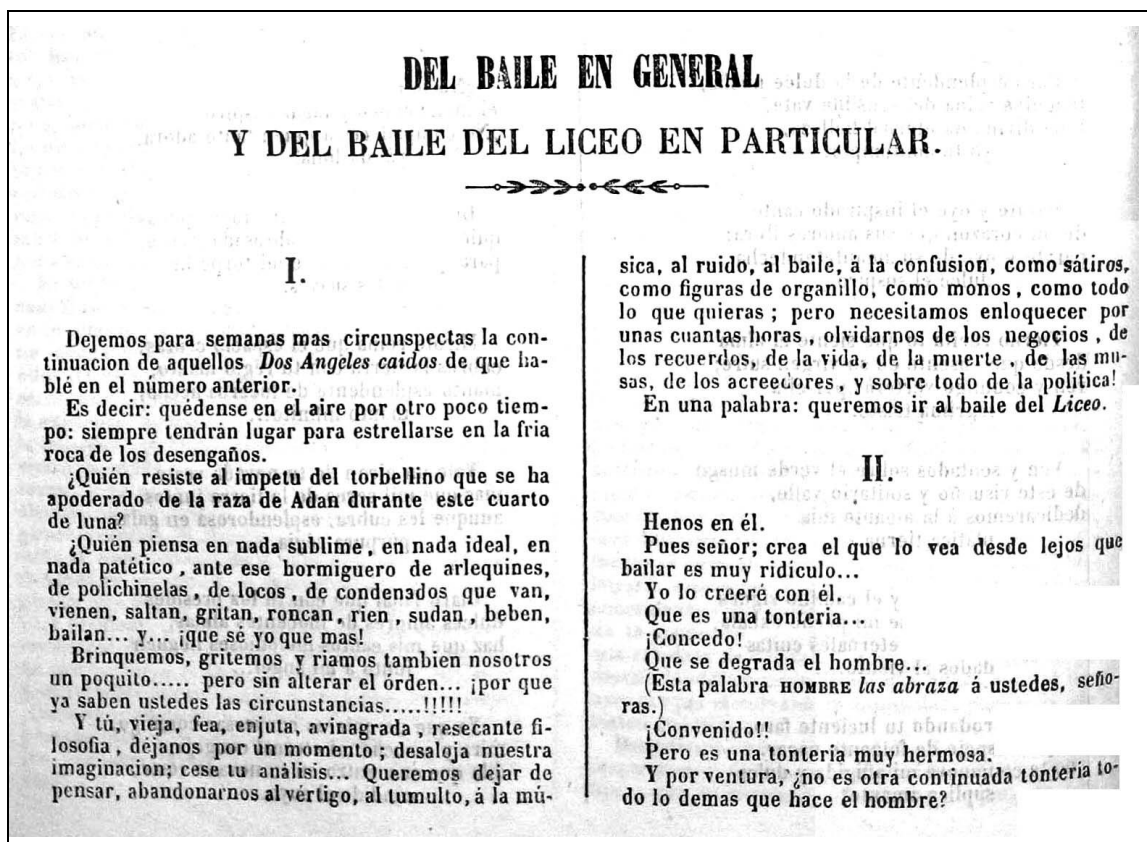 DEL BAILE EN GENERAL
Y DEL BAILE DEL LICEO EN PARTICULAR.
I.
Dejemos para semanas mas circunspectas la con-
tinuacion de aquellos Dos Angeles caidos de que ha-
blé en el número anterior.
Es decir: quédense en el aire por otro poco tiem-
po: siempre tendrán lugar para estrellarse en la fria
roca de los desengaños.
¿Quién resiste al ímpetu del torbellino que se ha
apoderado de la raza de Adan durante este cuarto
de luna?
¿Quién piensa en nada sublime, en nada ideal, en
nada patético, ante ese hormiguero de arlequines,
de polichinelas, de locos, de condenados que van,
vienen, saltan, gritan, roncan, rien, sudan, beben,
bailan... y... ¡que sé yo que mas!
Brinquemos, gritemos y riamos tambien nosotros
un poquito..... pero sin alterar el órden... ¡por que
ya saben ustedes las circunstancias.....!!!!!
Y tú, vieja, fea, enjuta, avinagrada, resecante fi-
losofia, déjanos por un momento; desaloja nuestra
imaginacion; cese tu análisis... Queremos dejar de
pensar, abandonarnos al vértigo, al tumulto, á la mú-
sica, al ruido, al baile, á la confusion, como sátiros,
como figuras de organillo, como monos, como todo
lo que quieras; pero necesitamos enloquecer por
unas cuantas horas, olvidarnos de los negocios, de
los recuerdos, de la vida, de la muerte, de las mu-
sas, de los acreedores, y sobre todo de la política!
En una palabra: queremos ir al baile del Liceo.
II.
Henos en él.
Pues señor; crea el que lo vea desde lejos que
bailar es muy ridículo...
Yo lo creeré con él.
Que es una tontería...
¡Concedo!
Que se degrada el hombre...
(Esta palabra HOMBRE las abraza á ustedes, seño-
ras.)
¡Convenido!!
Pero es una tontería muy hermosa.
Y por ventura, ¿no es otra continuada tontería to-
do lo demas que hace el hombre?